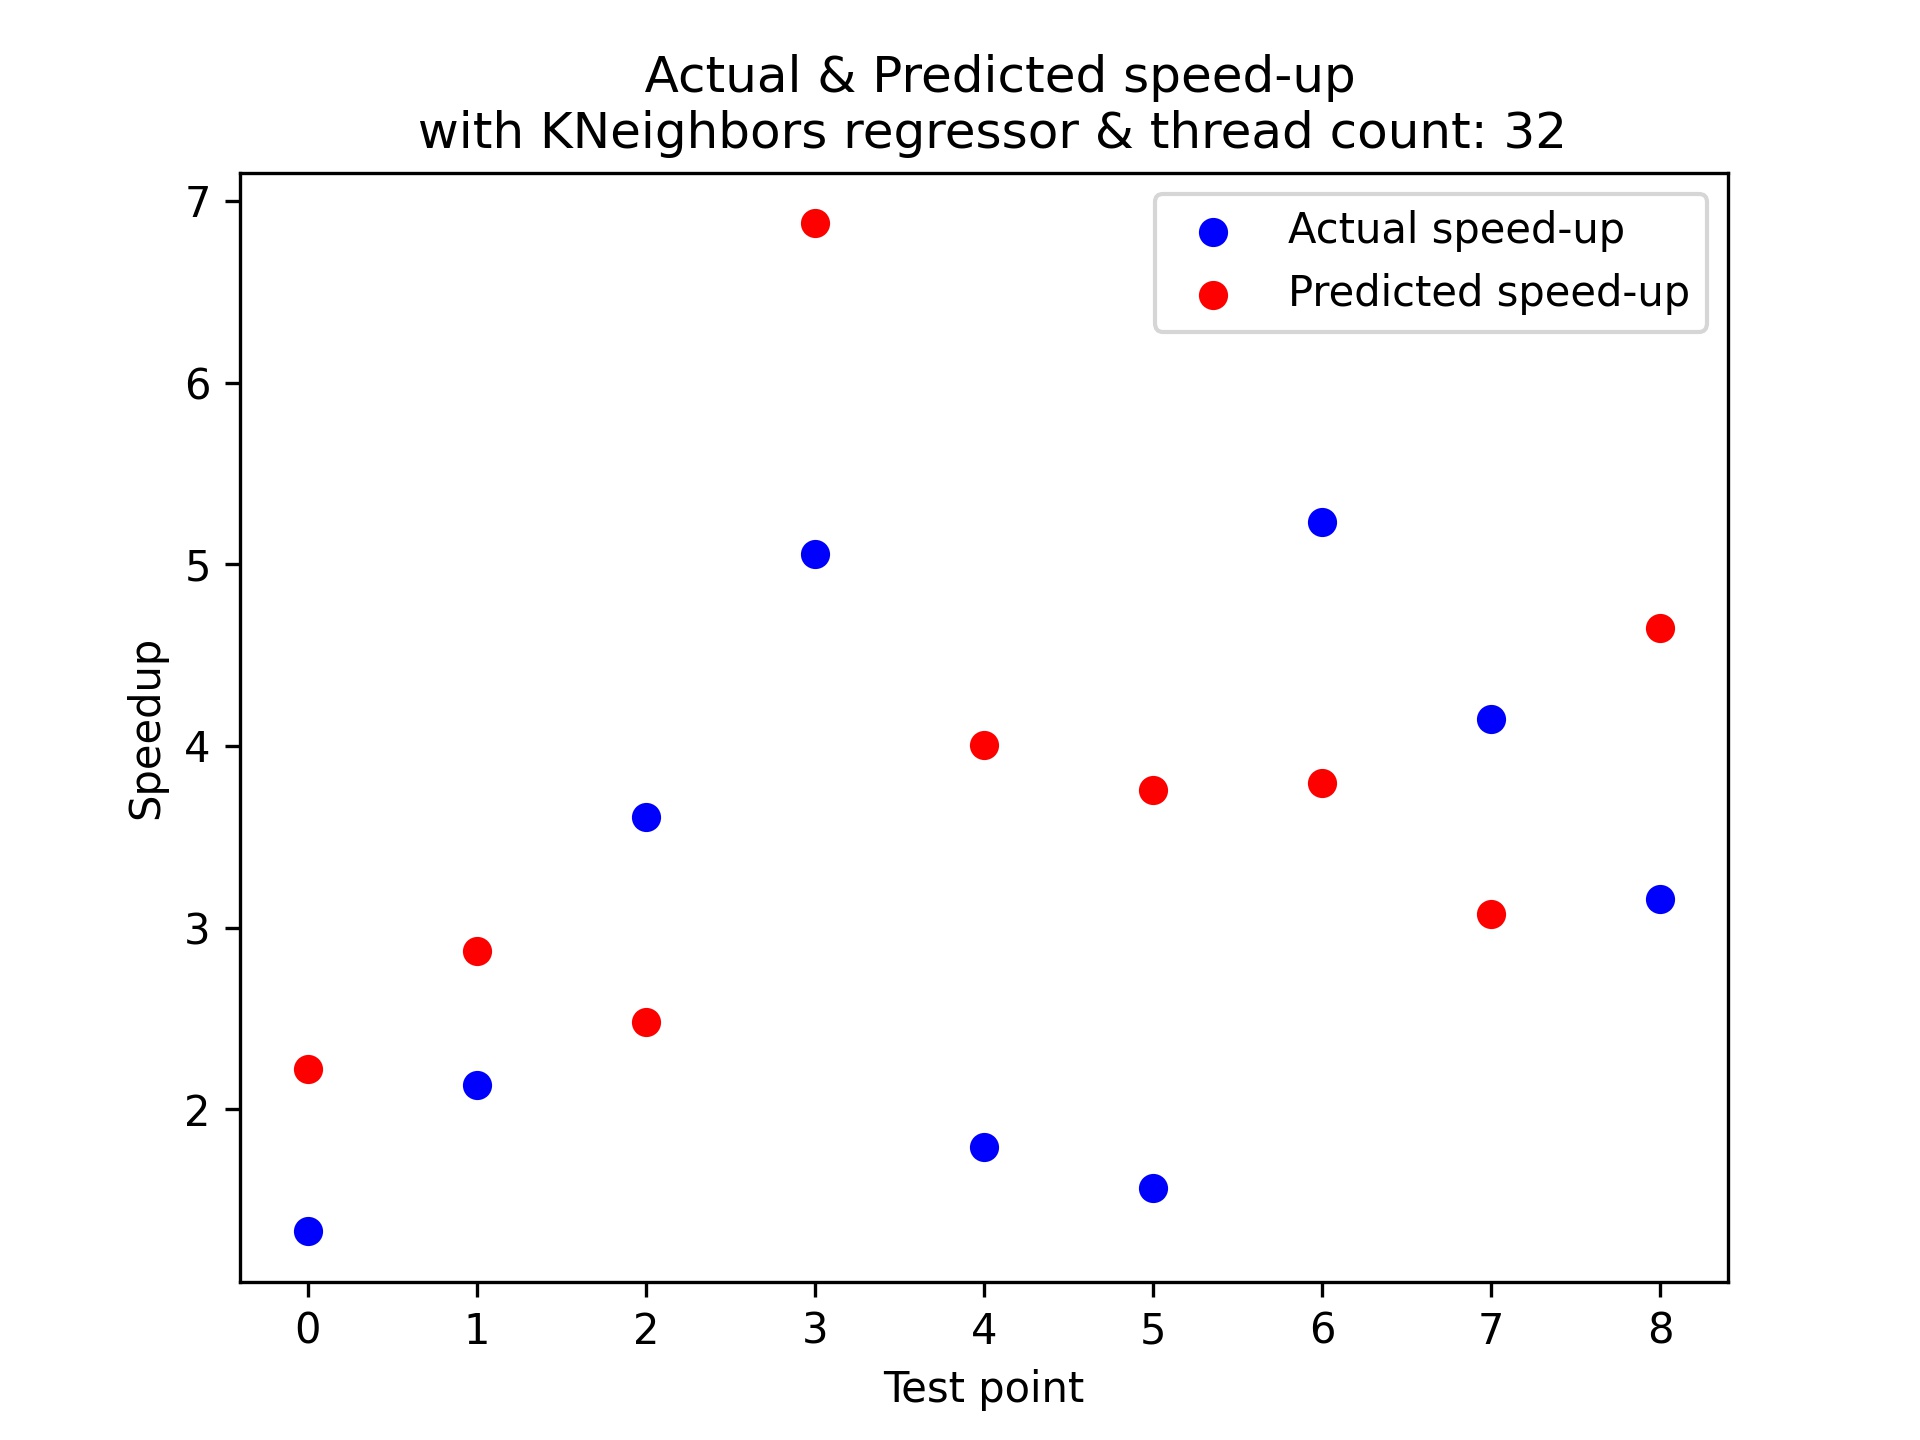 Actual & Predicted speed-up
with KNeighbors regressor & thread count: 32
Actual speed-up
Predicted speed-up
7
6
5
4
3
2
Speedup
0 1 2 3 4 5 6 7 8
Test point